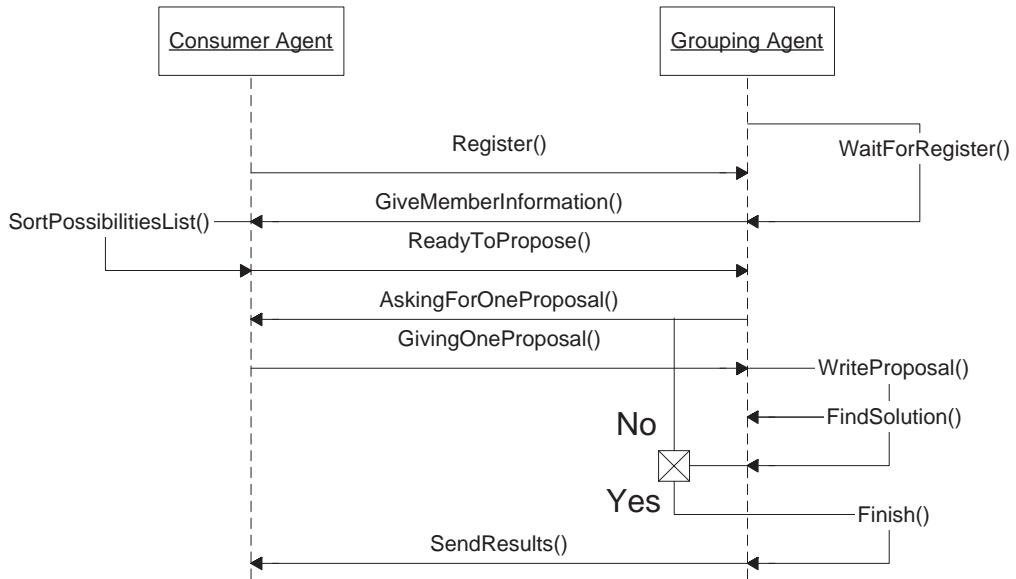 Consumer Agent
Grouping Agent
Register()
WaitForRegister()
GiveMemberInformation()
SortPossibilitiesList()
ReadyToPropose()
AskingForOneProposal()
GivingOneProposal()
WriteProposal()
FindSolution()
No
Yes
Finish()
SendResults()